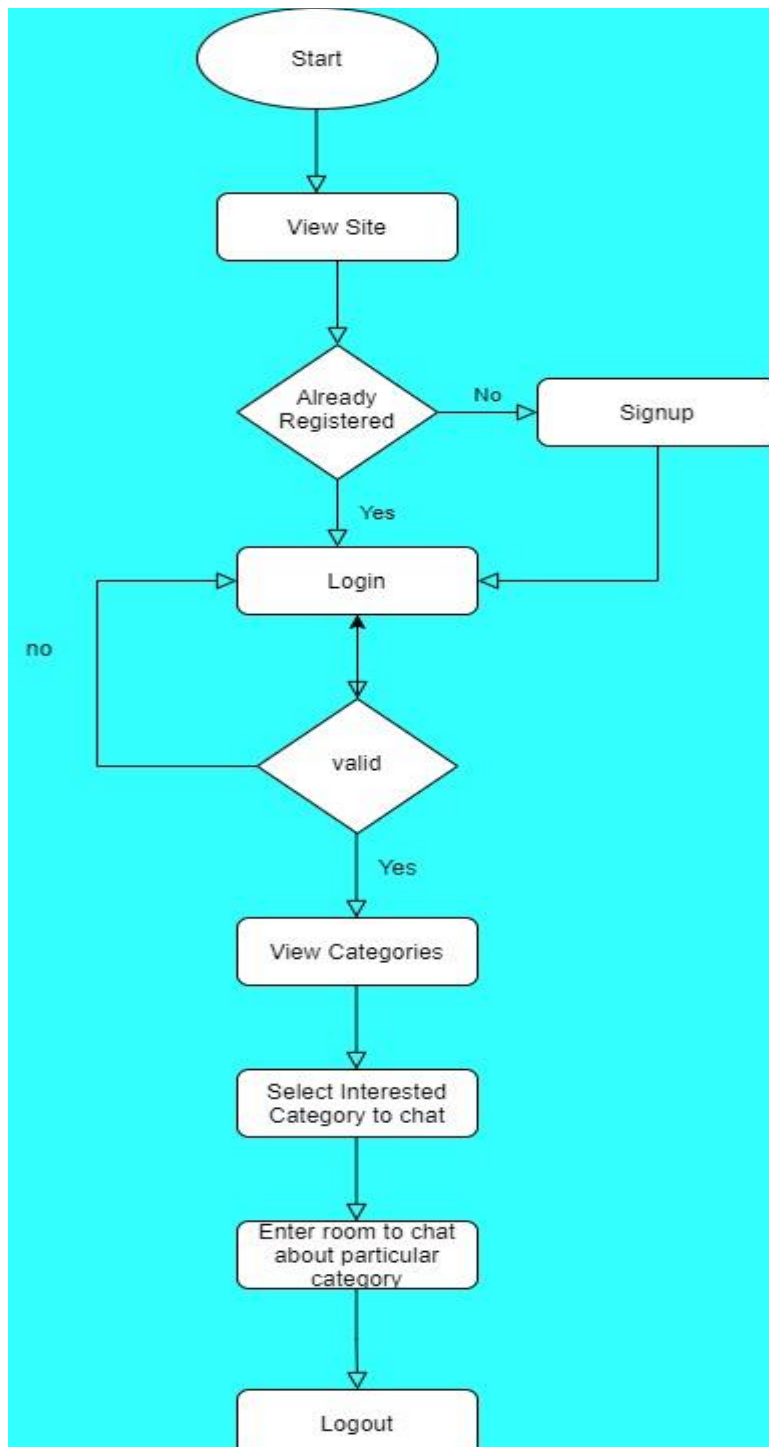 Start
View Site
Already
Registered
No
Signup
Yes
Login
no
valid
Yes
View Categories
Select Interested
Category to chat
Enter room to chat
about particular
category
Logout